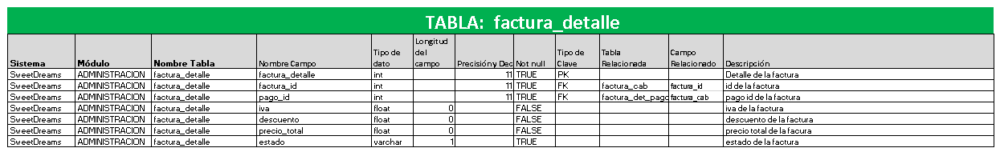 TABLA: factura_detalle
Sistema Módulo Nombre Tabla Nombre Campo Tipo de dato Longitud del campo Precisión y Dec Not null Tipo de Clave Tabla Relacionada Campo Relacionado Descripción
SweetDreams ADMINISTRACION factura_detalle factura_detalle int 11 TRUE PK Detalle de la factura
SweetDreams ADMINISTRACION factura_detalle factura_id int 11 TRUE FK factura_cab factura_id id de la factura
SweetDreams ADMINISTRACION factura_detalle pago_id int 11 TRUE FK factura_det_pago factura_cab pago id de la factura
SweetDreams ADMINISTRACION factura_detalle iva float 0 FALSE iva de la factura
SweetDreams ADMINISTRACION factura_detalle descuento float 0 FALSE descuento de la factura
SweetDreams ADMINISTRACION factura_detalle precio_total float 0 FALSE precio total de la facura
SweetDreams ADMINISTRACION factura_detalle estado varchar 1 TRUE estado de la factura